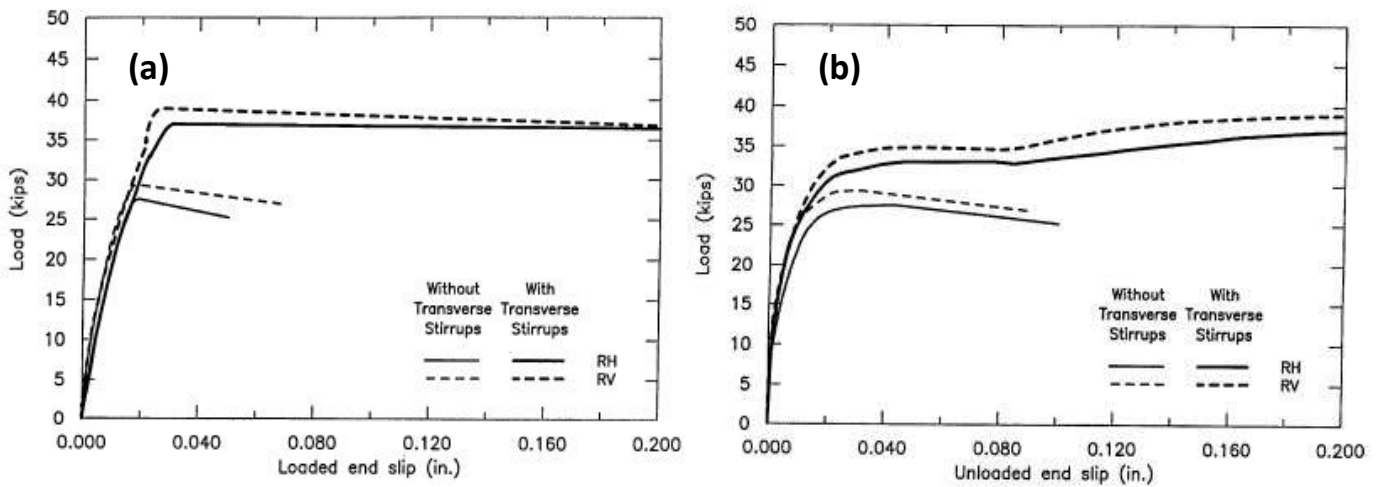 (a)
50
45
40
35
30
25
20
15
10
5
0
Load (kips)
0.000 0.040 0.080 0.120 0.160 0.200
Loaded end slip (in.)
Without With
Transverse Transverse
Stirrups Stirrups
RH
RV
(b)
50
45
40
35
30
25
20
15
10
5
0
Load (kips)
0.000 0.040 0.080 0.120 0.160 0.200
Unloaded end slip (in.)
Without With
Transverse Transverse
Stirrups Stirrups
RH
RV